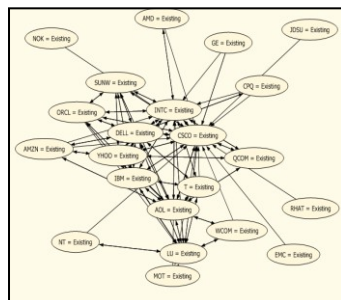 AMD = Existing
NOK = Existing
GE = Existing
JDSU = Existing
SUNW = Existing
INTC = Existing
CPQ = Existing
ORCL = Existing
DELL = Existing
CSCO = Existing
AMZN = Existing
YHOO = Existing
QCOM = Existing
IBM = Existing
T = Existing
AOL = Existing
RHAT = Existing
WCOM = Existing
NT = Existing
LU = Existing
EMC = Existing
MOT = Existing